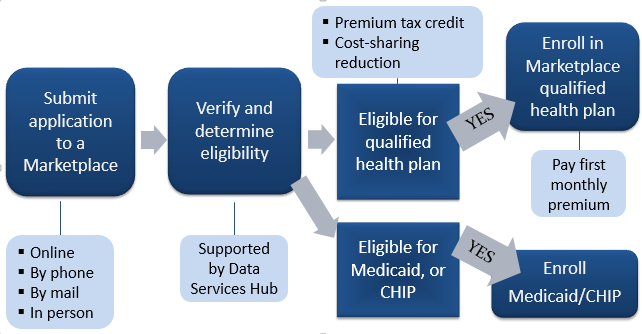 Submit
application
to a
Marketplace
▪ Online
▪ By phone
▪ By mail
▪ In person
Verify and
determine
eligibility
Supported
by Data
Services Hub
▪ Premium tax credit
▪ Cost-sharing
reduction
Eligible for
qualified
health plan
YES
Enroll in
Marketplace
qualified
health plan
Pay first
monthly
premium
Eligible for
Medicaid, or
CHIP
YES
Enroll
Medicaid/CHIP